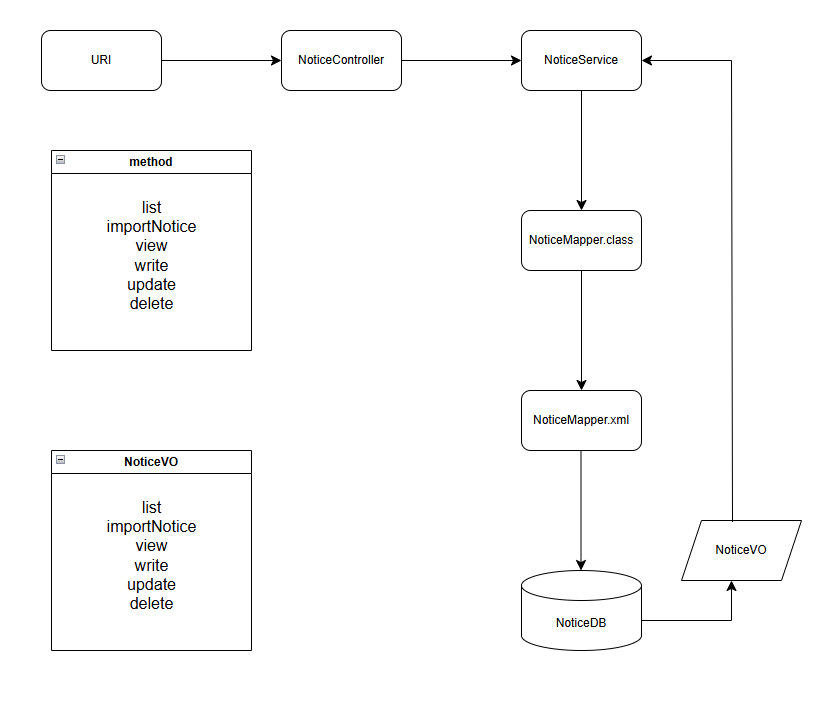 URI
NoticeController
NoticeService
method
list
importNotice
view
write
update
delete
NoticeMapper.class
NoticeMapper.xml
NoticeVO
list
importNotice
view
write
update
delete
NoticeVO
NoticeDB